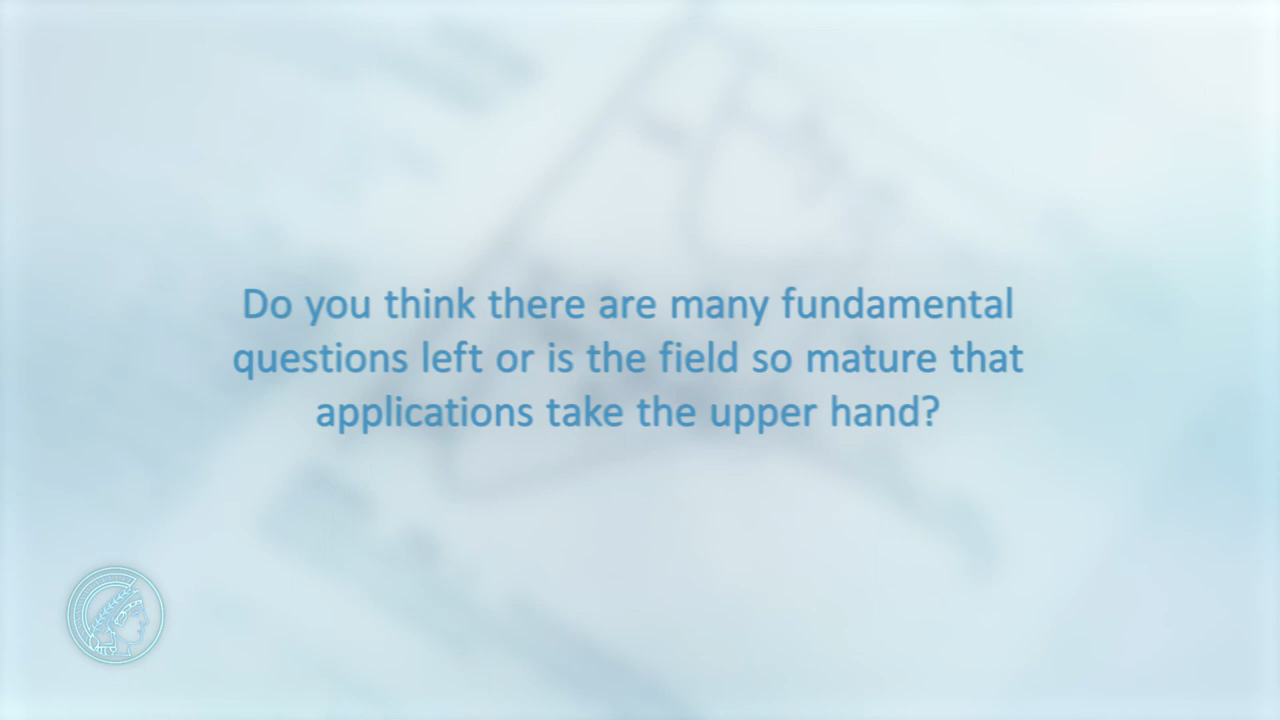 Do you think there are many fundamental
questions left or is the field so mature that
applications take the upper hand?